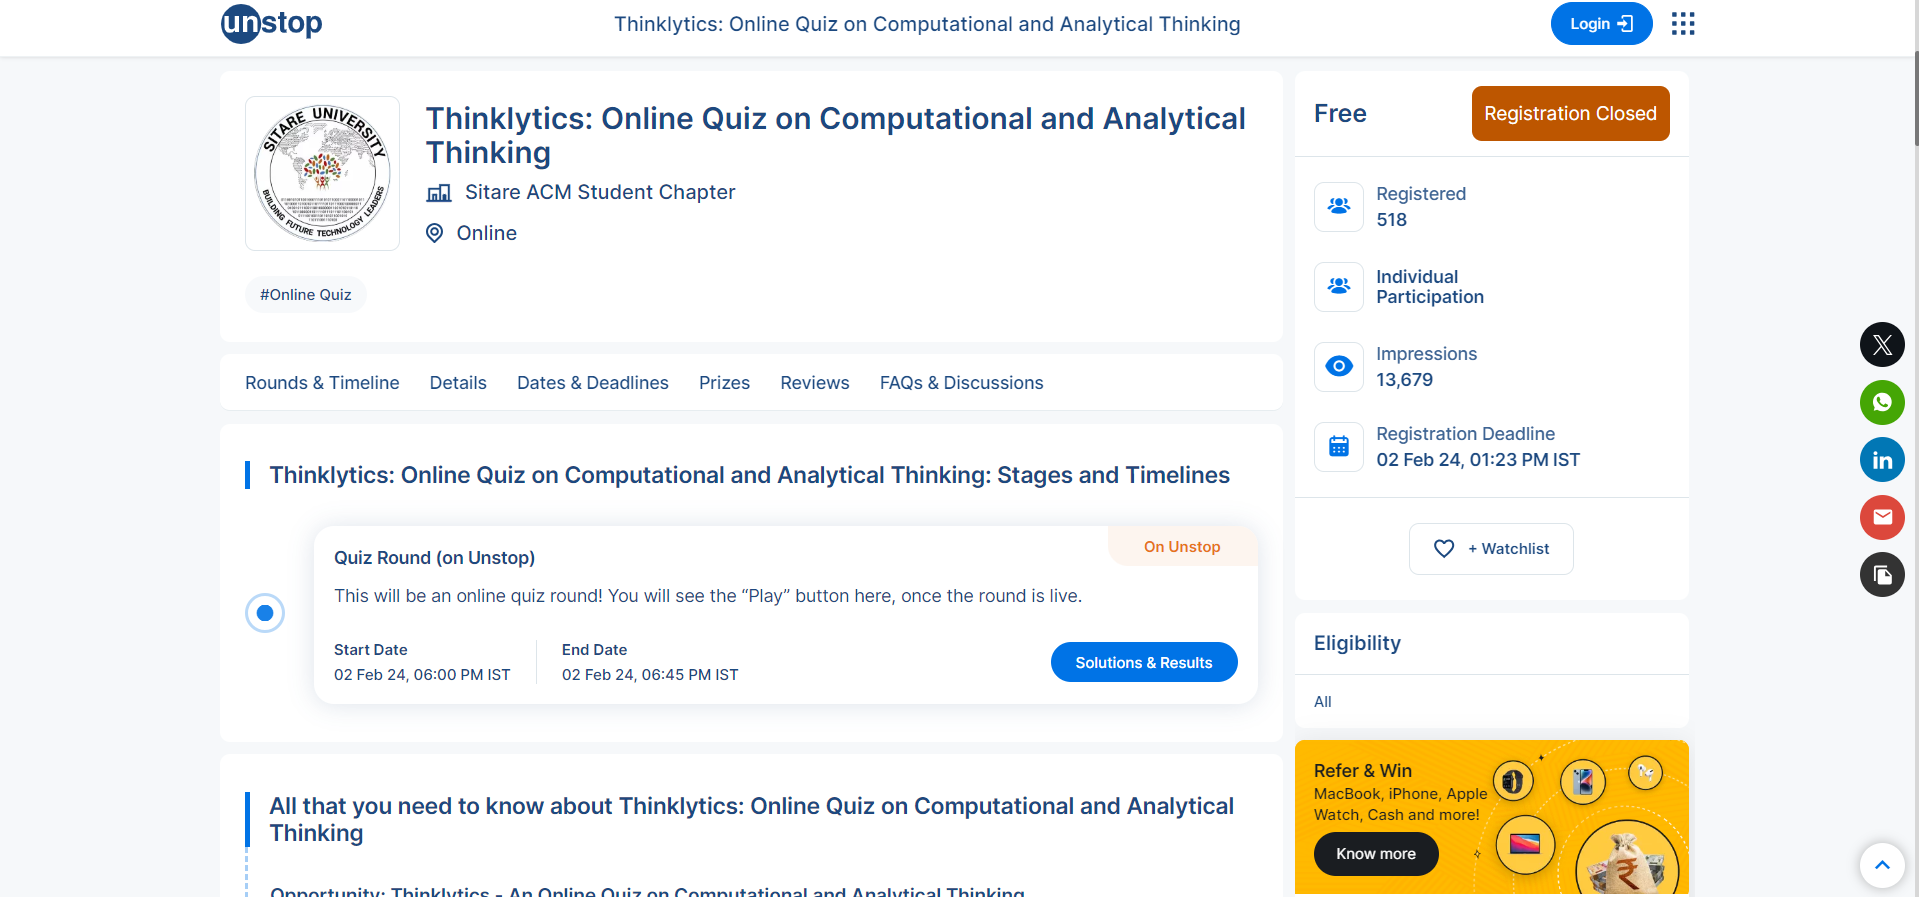 unstop
Thinklytics: Online Quiz on Computational and Analytical Thinking
Login
SITARE UNIVERSITY
BUILDING FUTURE TECHNOLOGY LEADERS
Thinklytics: Online Quiz on Computational and Analytical
Thinking
Sitare ACM Student Chapter
Online
#Online Quiz
Rounds & Timeline
Details
Dates & Deadlines
Prizes
Reviews
FAQs & Discussions
Thinklytics: Online Quiz on Computational and Analytical Thinking: Stages and Timelines
On Unstop
Quiz Round (on Unstop)
This will be an online quiz round! You will see the “Play” button here, once the round is live.
Start Date
02 Feb 24, 06:00 PM IST
End Date
02 Feb 24, 06:45 PM IST
Solutions & Results
All that you need to know about Thinklytics: Online Quiz on Computational and Analytical
Thinking
Opportunity: Thinklytics - An Online Quiz on Computational and Analytical Thinking
Free
Registration Closed
Registered
518
Individual
Participation
Impressions
13,679
Registration Deadline
02 Feb 24, 01:23 PM IST
+ Watchlist
Eligibility
All
Refer & Win
MacBook, iPhone, Apple
Watch, Cash and more!
Know more
in
₹